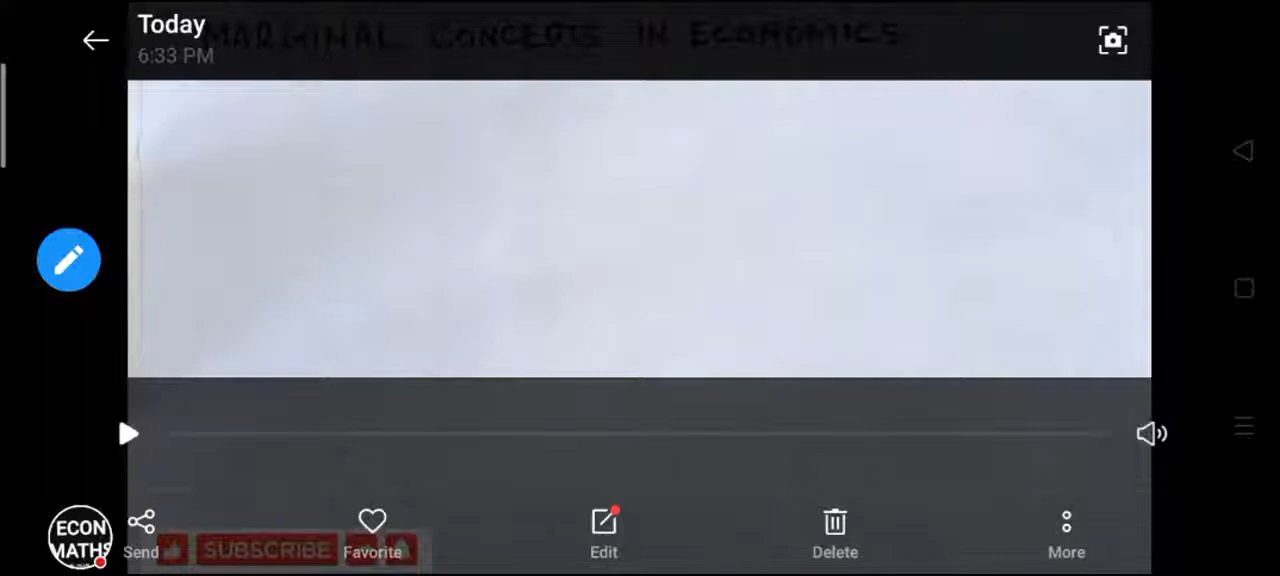 Today
MARGINAL CONCEPTS IN ECONOMICS
6:33 PM
ECON
MATHS
Send
SUBSCRIBE
Favorite
Edit
Delete
More